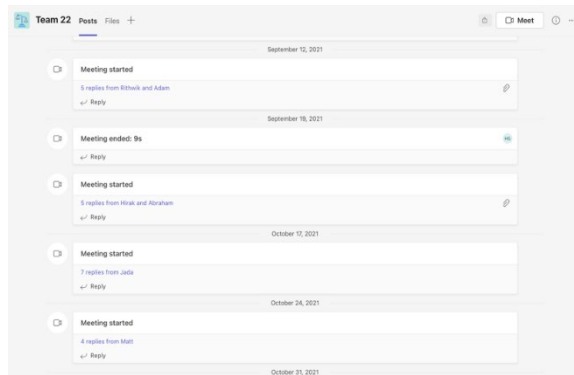 Team 22 Posts Files +
Meet
September 12, 2021
Meeting started
5 replies from Rithwik and Adam
Reply
September 19, 2021
Meeting ended: 9s
Reply
Meeting started
5 replies from Hirak and Abraham
Reply
October 17, 2021
Meeting started
7 replies from Jada
Reply
October 24, 2021
Meeting started
4 replies from Matt
Reply
October 31, 2021